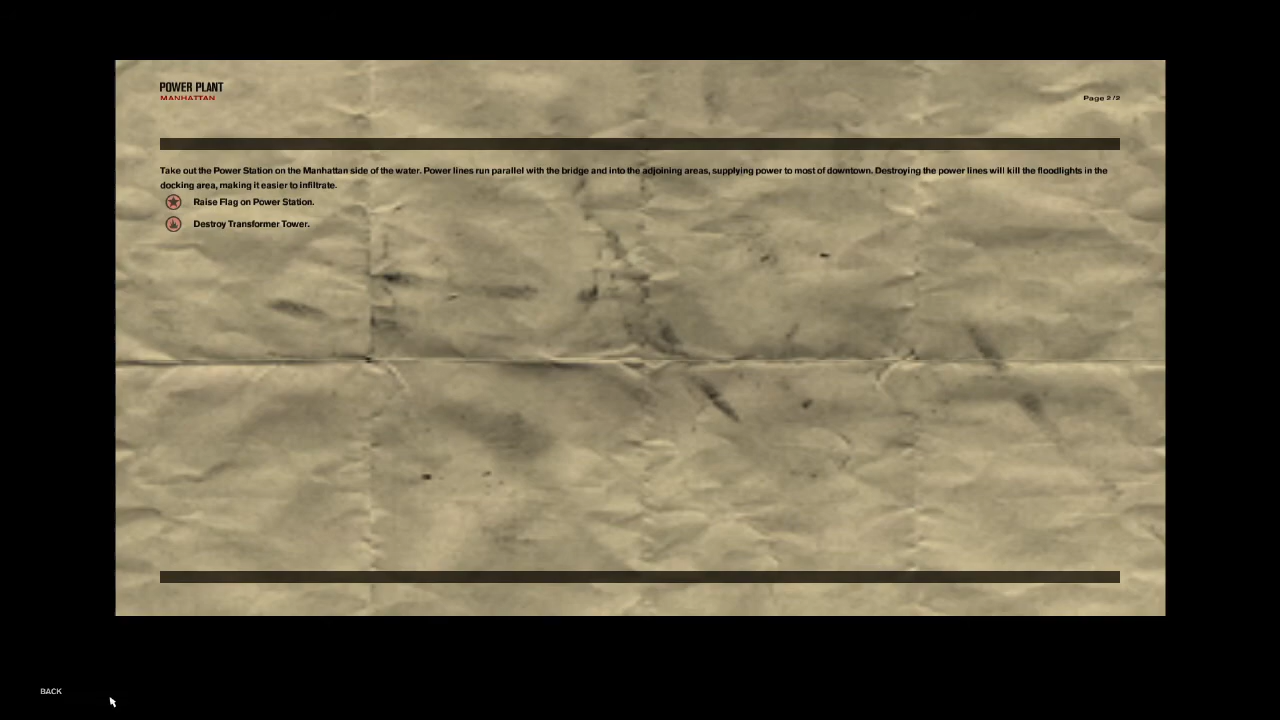 POWER PLANT
MANHATTAN
Page 2 /2
Take out the Power Station on the Manhattan side of the water. Power lines run parallel with the bridge and into the adjoining areas, supplying power to most of downtown. Destroying the power lines will kill the floodlights in the
docking area, making it easier to infiltrate.
Raise Flag on Power Station.
Destroy Transformer Tower.
BACK